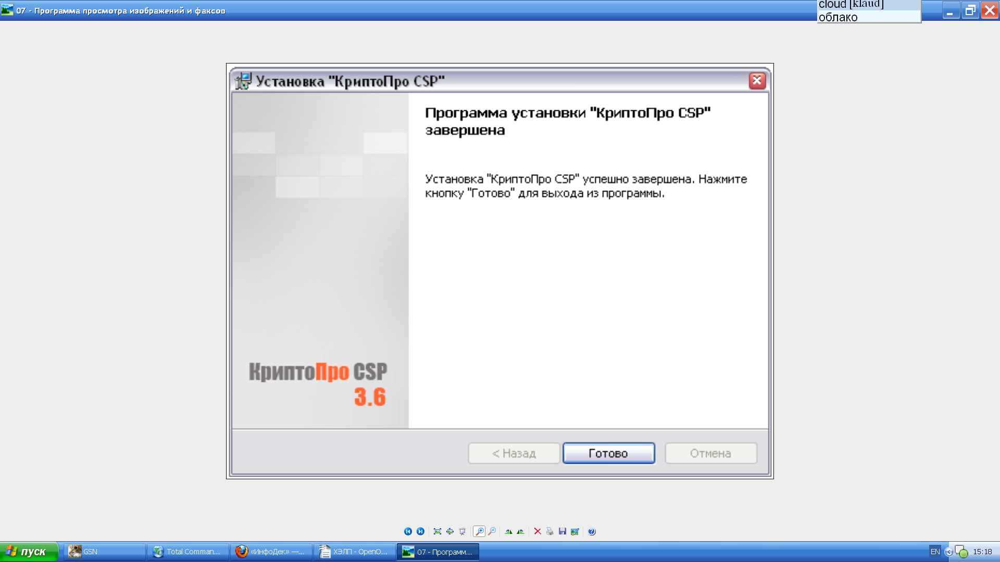 07 - Программа просмотра изображений и факсов
cloud [klaud]
облако
Установка "КриптоПро CSP"
Программа установки "КриптоПро CSP"
завершена
Установка "КриптоПро CSP" успешно завершена. Нажмите
кнопку "Готово" для выхода из программы.
КриптоПро CSP
3.6
< Назад
Готово
Отмена
пуск
GSN
Total Comman...
«ИнфоДек» —...
ХЭЛП - OpenO...
07 - Программ...
EN
15:18